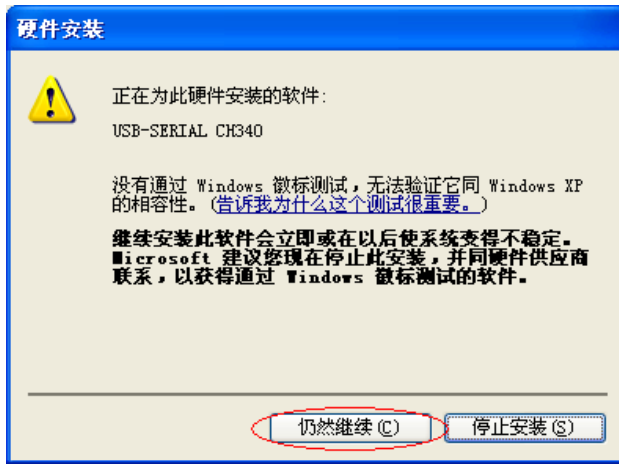 硬件安装
正在为此硬件安装的软件:
USB-SERIAL CH340
没有通过 Windows 徽标测试，无法验证它同 Windows XP
的相容性。(告诉我为什么这个测试很重要。)
继续安装此软件会立即或在以后使系统变得不稳定。
Microsoft 建议您现在停止此安装，并同硬件供应商
联系，以获得通过 Windows 徽标测试的软件。
仍然继续(C)
停止安装(S)